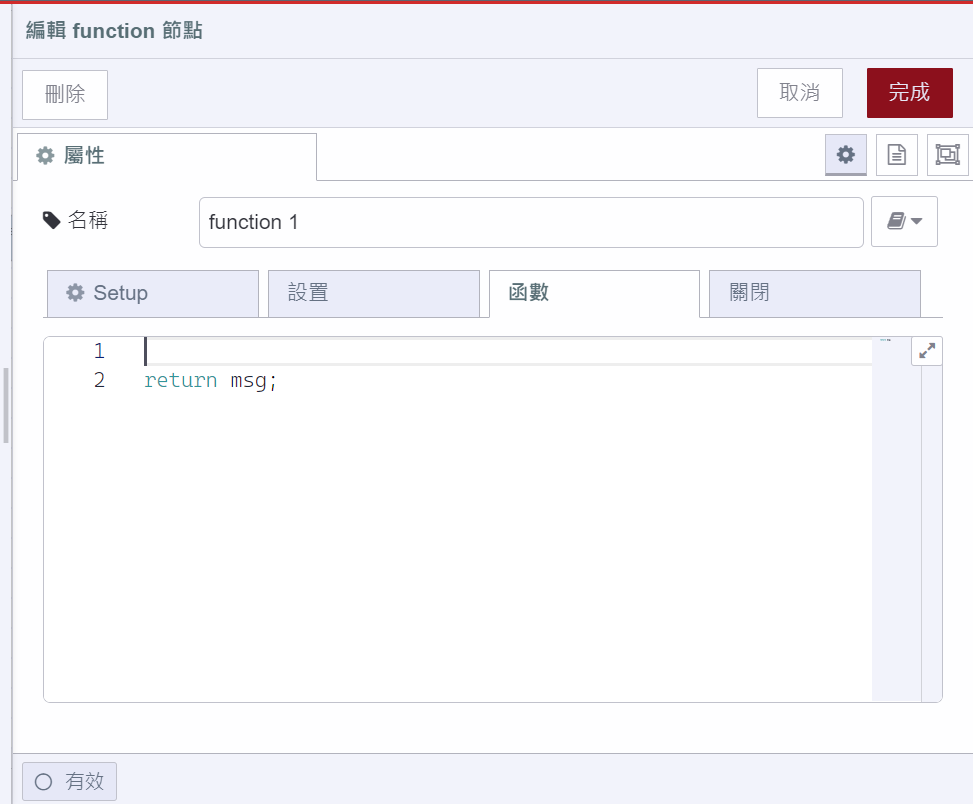 編輯 function 節點
刪除
取消
完成
屬性
名稱
function 1
Setup
設置
函數
關閉
1
2 return msg;
有效